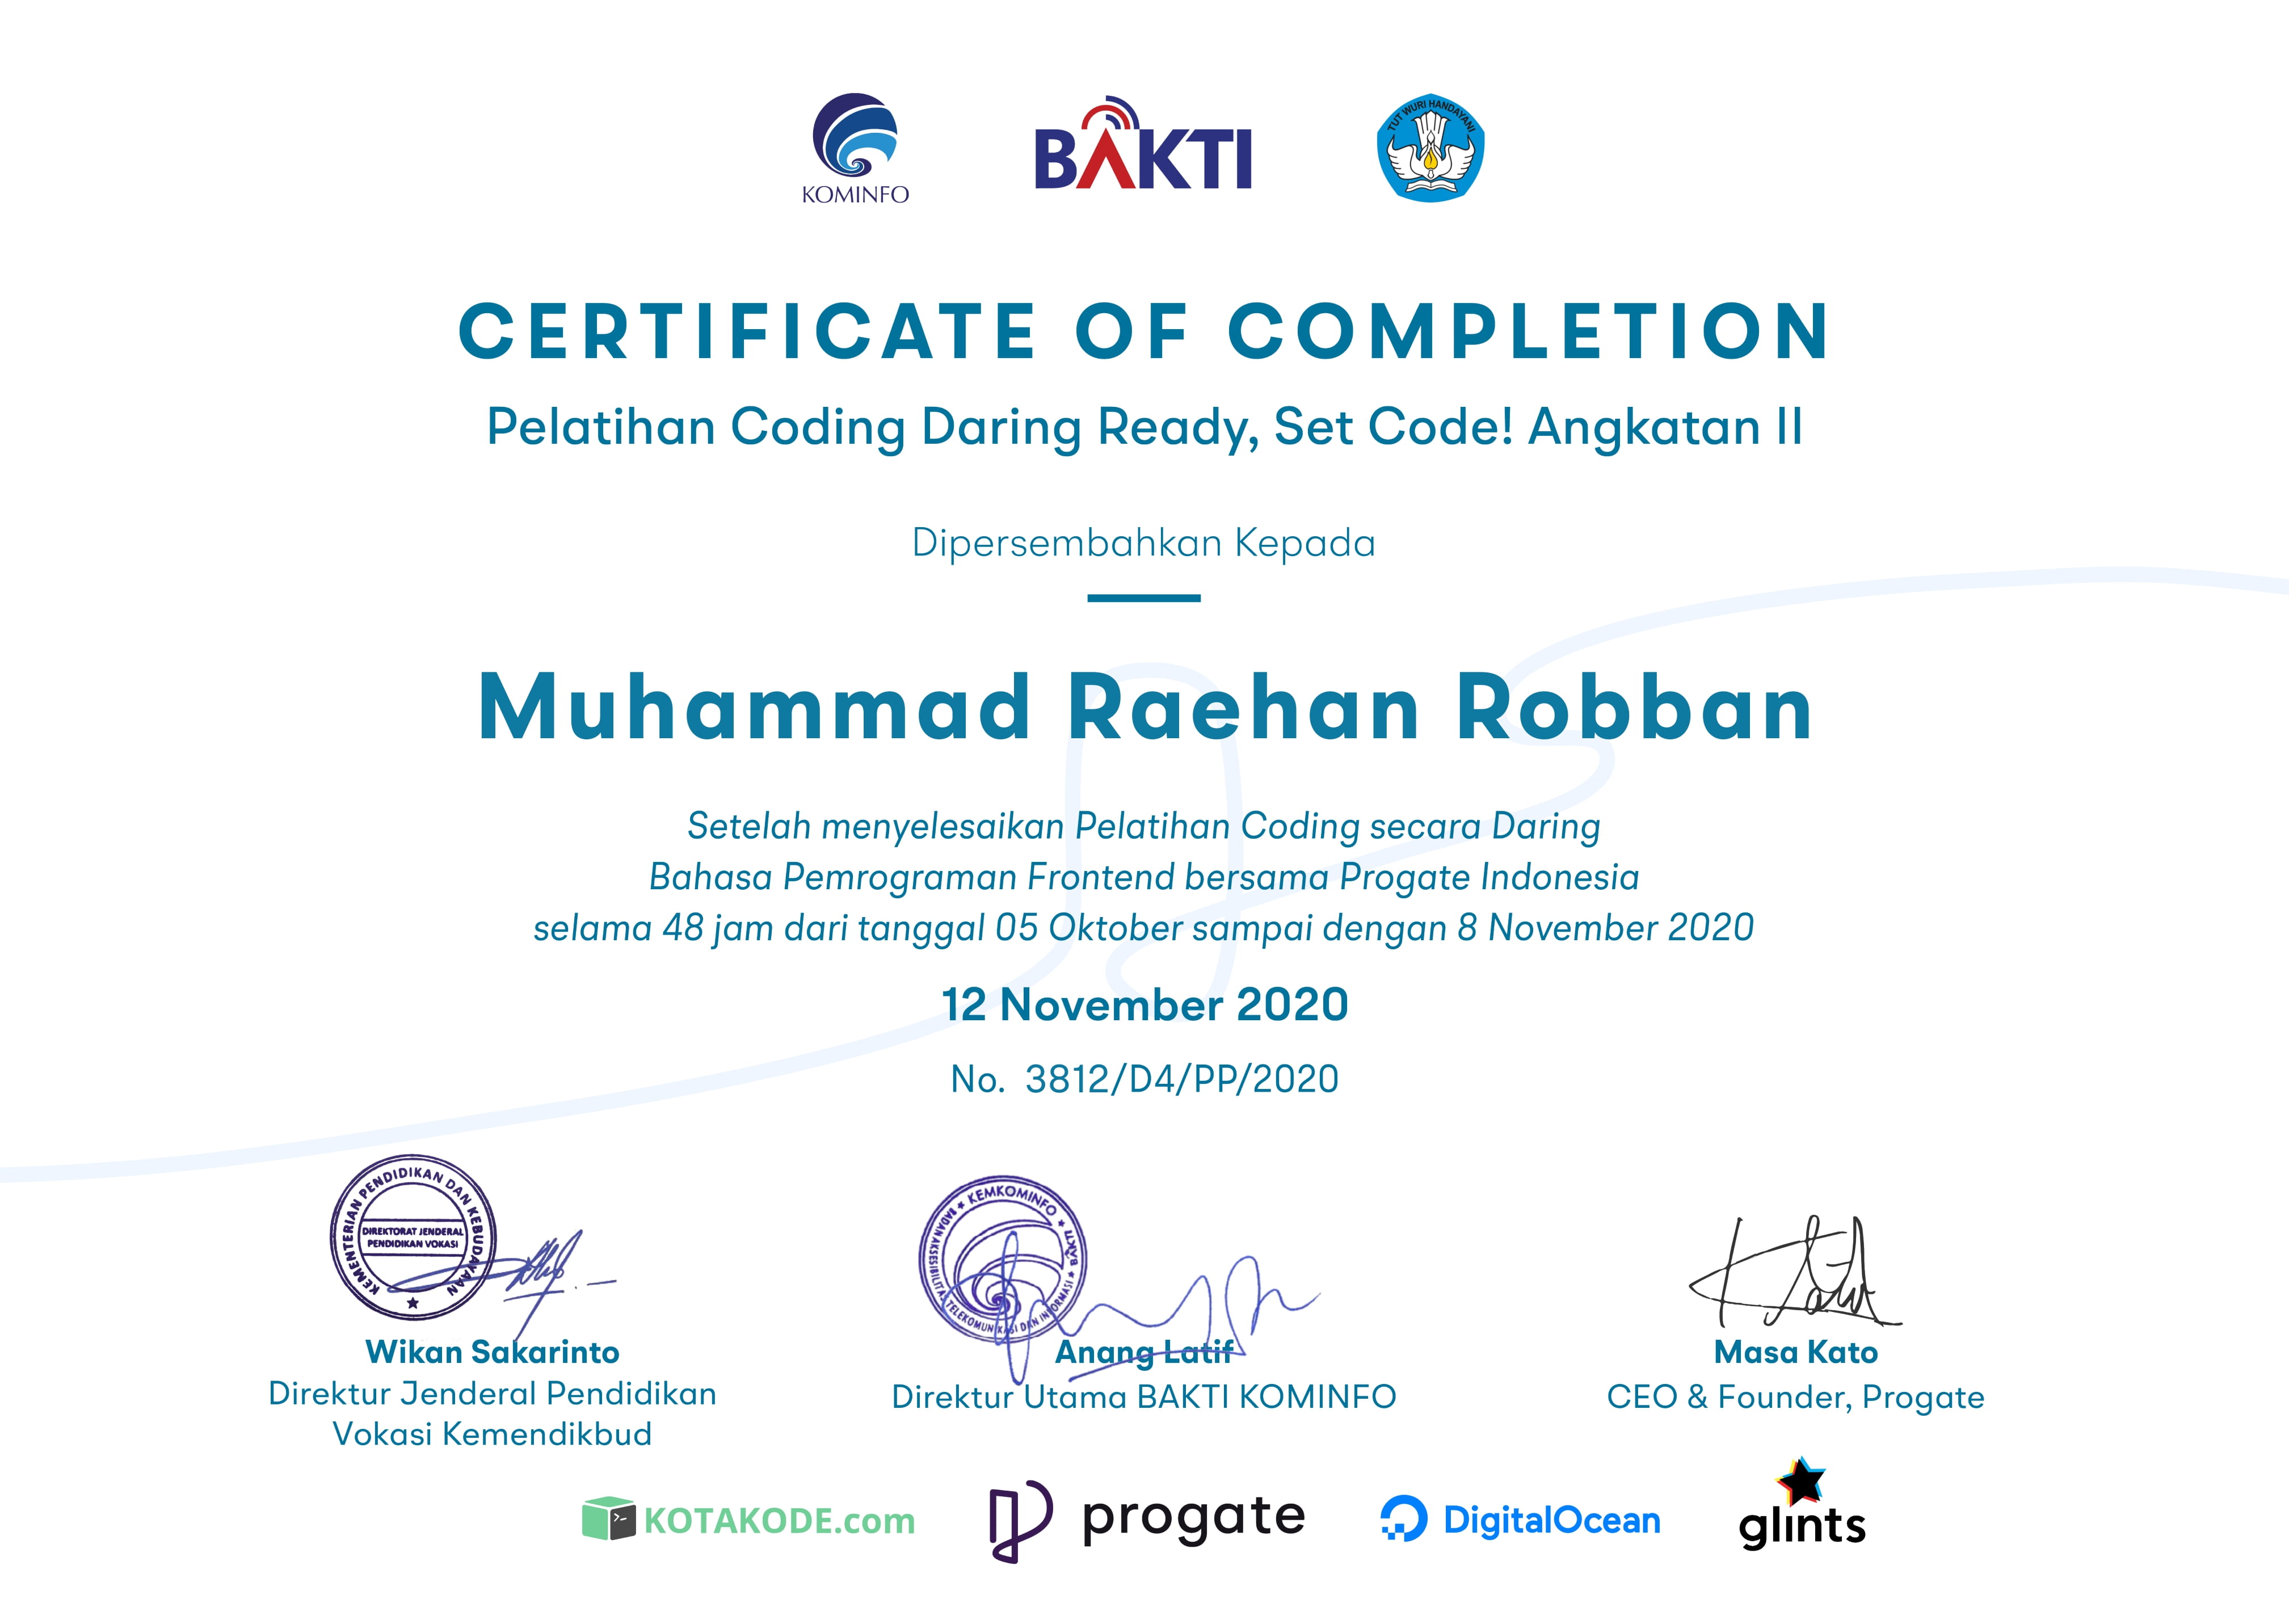 KOMINFO
BAKTI
TUT WURI HANDAYANI
CERTIFICATE OF COMPLETION
Pelatihan Coding Daring Ready, Set Code! Angkatan II
Dipersembahkan Kepada
Muhammad Raehan Robban
Setelah menyelesaikan Pelatihan Coding secara Daring
Bahasa Pemrograman Frontend bersama Progate Indonesia
selama 48 jam dari tanggal 05 Oktober sampai dengan 8 November 2020
12 November 2020
No. 3812/D4/PP/2020
KEMENTERIAN PENDIDIKAN DAN KEBUDAYAAN
DIREKTORAT JENDERAL
PENDIDIKAN VOKASI
KEMKOMINFO
BAKTI
BADAN AKSESIBILITAS TELEKOMUNIKASI DAN INFORMASI
Wikan Sakarinto
Direktur Jenderal Pendidikan
Vokasi Kemendikbud
Anang Latif
Direktur Utama BAKTI KOMINFO
Masa Kato
CEO & Founder, Progate
KOTAKODE.com
progate
DigitalOcean
glints